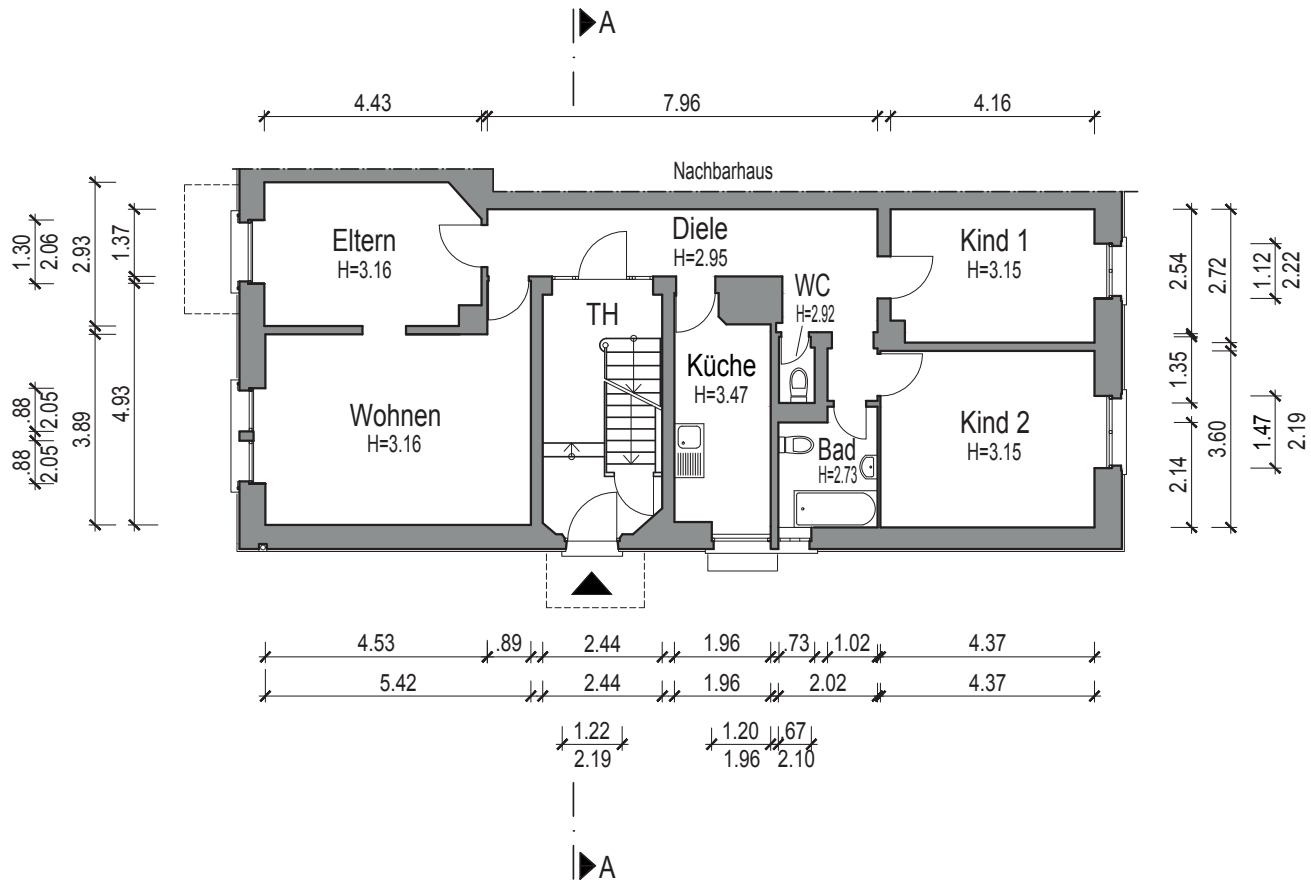 A
4.43 7.96 4.16
Nachbarhaus
Eltern
H=3.16
Diele
H=2.95
Kind 1
H=3.15
WC
H=2.92
TH
Küche
H=3.47
Wohnen
H=3.16
Kind 2
H=3.15
Bad
H=2.73
1.30
2.06
2.93
1.37
.88
2.05
.88
2.05
3.89
4.93
2.54
2.72
1.12
2.22
1.35
2.14
3.60
1.47
2.19
4.53 .89 2.44 1.96 .73 1.02 4.37
5.42 2.44 1.96 2.02 4.37
1.22 1.20 .67
2.19 1.96 2.10
A